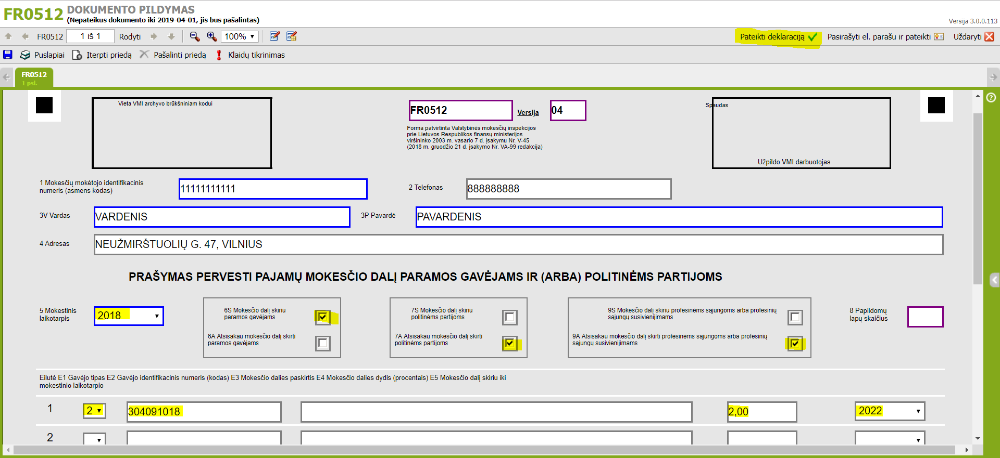 FR0512 DOKUMENTO PILDYMAS
(Nepateikus dokumento iki 2019-04-01, jis bus pašalintas)
Versija 3.0.0.113
FR0512 1 iš 1 Rodyti 100% Pateikti deklaraciją Pasirašyti el. parašu ir pateikti Uždaryti
Puslapiai Įterpti priedą Pašalinti priedą Klaidų tikrinimas
FR0512
1 psl.
Vieta VMI archyvo brūkšniniam kodui
FR0512 Versija 04
Spaudas
Forma patvirtinta Valstybinės mokesčių inspekcijos
prie Lietuvos Respublikos finansų ministerijos
viršininko 2003 m. vasario 7 d. įsakymu Nr. V-45
(2018 m. gruodžio 21 d. įsakymo Nr. VA-99 redakcija)
Užpildo VMI darbuotojas
1 Mokesčių mokėtojo identifikacinis
numeris (asmens kodas)
11111111111
2 Telefonas 888888888
3V Vardas VARDENIS 3P Pavardė PAVARDENIS
4 Adresas NEUŽMIRŠTUOLIŲ G. 47, VILNIUS
PRAŠYMAS PERVESTI PAJAMŲ MOKESČIO DALĮ PARAMOS GAVĖJAMS IR (ARBA) POLITINĖMS PARTIJOMS
5 Mokestinis
laikotarpis
2018
6S Mokesčio dalį skiriu
paramos gavėjams
6A Atsisakau mokesčio dalį skirti
paramos gavėjams
7S Mokesčio dalį skiriu
politinėms partijoms
7A Atsisakau mokesčio dalį skirti
politinėms partijoms
9S Mokesčio dalį skiriu profesinėms sąjungoms arba profesinių
sąjungų susivienijimams
9A Atsisakau mokesčio dalį skirti profesinėms sąjungoms arba profesinių
sąjungų susivienijimams
8 Papildomų
lapų skaičius
Eilutė E1 Gavėjo tipas E2 Gavėjo identifikacinis numeris (kodas) E3 Mokesčio dalies paskirtis E4 Mokesčio dalies dydis (procentais) E5 Mokesčio dalį skiriu iki
mokestinio laikotarpio
1 2 304091018 2,00 2022
2